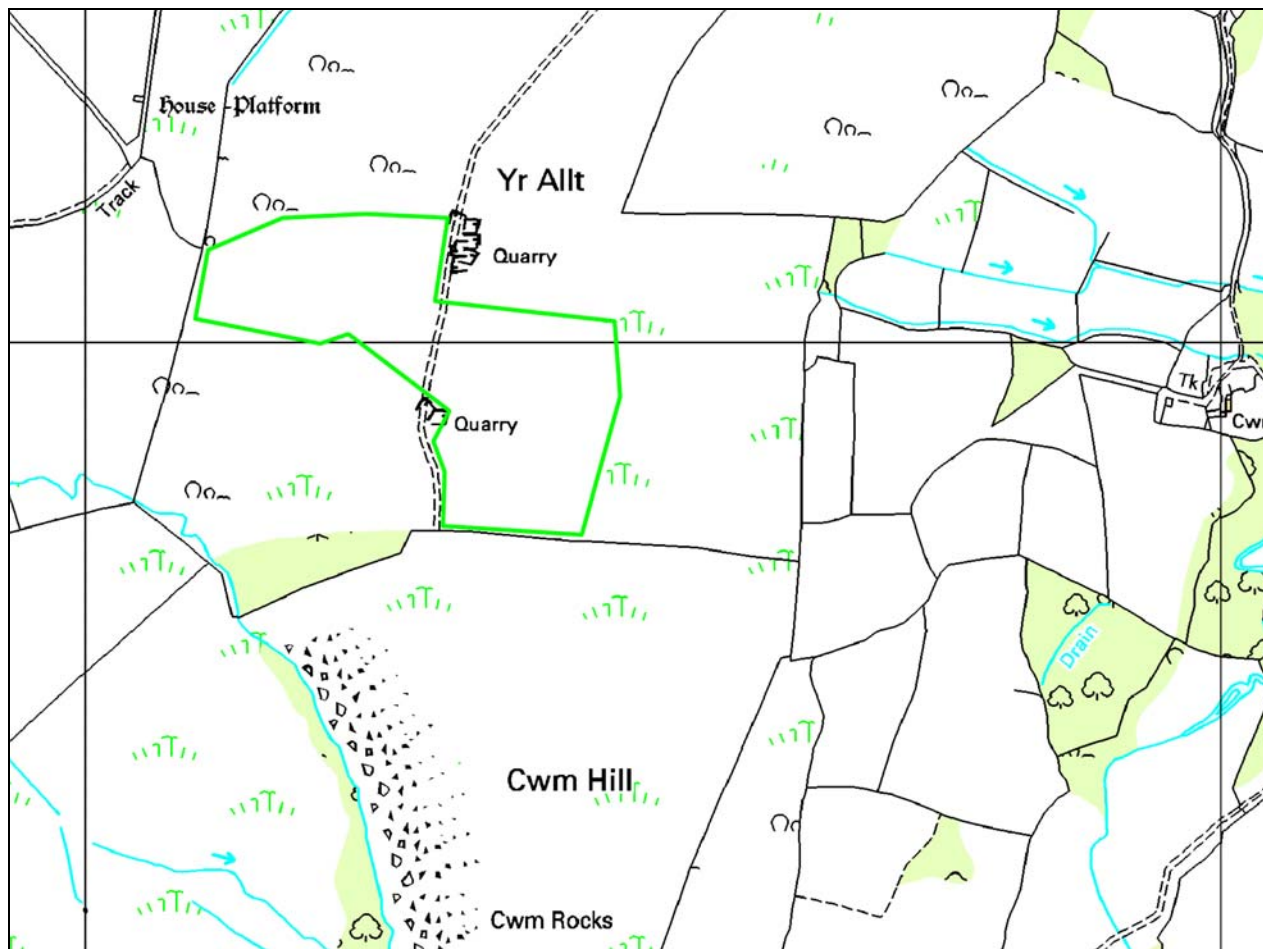 House-Platform
Track
Yr Allt
Quarry
Tk
Quarry
Drain
Cwm Hill
Cwm Rocks